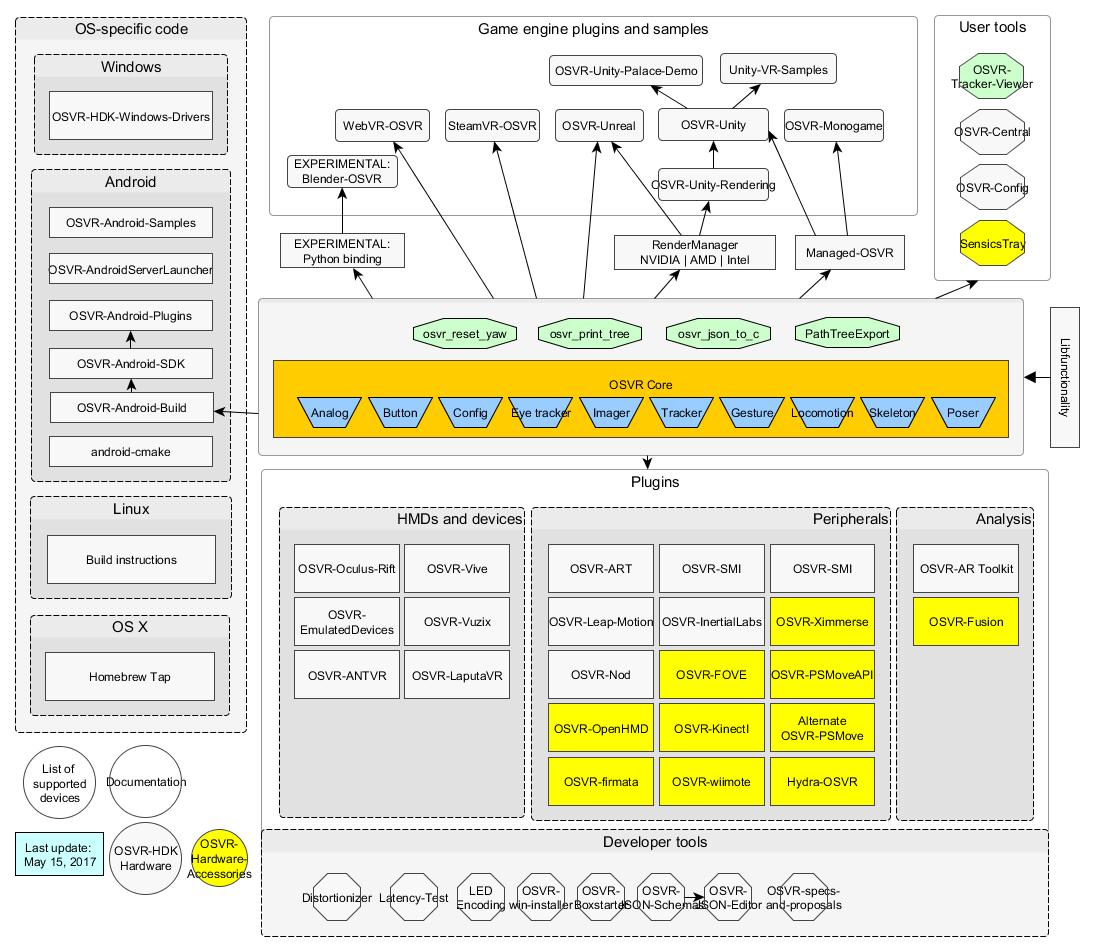 OS-specific code
Windows
OSVR-HDK-Windows-Drivers
Android
OSVR-Android-Samples
OSVR-AndroidServerLauncher
OSVR-Android-Plugins
OSVR-Android-SDK
OSVR-Android-Build
android-cmake
Linux
Build instructions
OS X
Homebrew Tap
List of
supported
devices
Documentation
Last update:
May 15, 2017
OSVR-HDK
Hardware
OSVR-
Hardware-
Accessories
Game engine plugins and samples
OSVR-Unity-Palace-Demo
Unity-VR-Samples
WebVR-OSVR
SteamVR-OSVR
OSVR-Unreal
OSVR-Unity
OSVR-Monogame
EXPERIMENTAL:
Blender-OSVR
OSVR-Unity-Rendering
EXPERIMENTAL:
Python binding
RenderManager
NVIDIA | AMD | Intel
Managed-OSVR
User tools
OSVR-
Tracker-Viewer
OSVR-Central
OSVR-Config
SensicsTray
osvr_reset_yaw
osvr_print_tree
osvr_json_to_c
PathTreeExport
OSVR Core
Analog
Button
Config
Eye tracker
Imager
Tracker
Gesture
Locomotion
Skeleton
Poser
Libfunctionality
Plugins
HMDs and devices
OSVR-Oculus-Rift
OSVR-Vive
OSVR-
EmulatedDevices
OSVR-Vuzix
OSVR-ANTVR
OSVR-LaputaVR
Peripherals
OSVR-ART
OSVR-SMI
OSVR-SMI
OSVR-Leap-Motion
OSVR-InertialLabs
OSVR-Ximmerse
OSVR-Nod
OSVR-FOVE
OSVR-PSMoveAPI
OSVR-OpenHMD
OSVR-KinectI
Alternate
OSVR-PSMove
OSVR-firmata
OSVR-wiimote
Hydra-OSVR
Analysis
OSVR-AR Toolkit
OSVR-Fusion
Developer tools
Distortionizer
Latency-Test
LED
Encoding
OSVR-
win-installer
OSVR-
Boxstarter
OSVR-
JSON-Schemas
OSVR-
JSON-Editor
OSVR-specs-
and-proposals